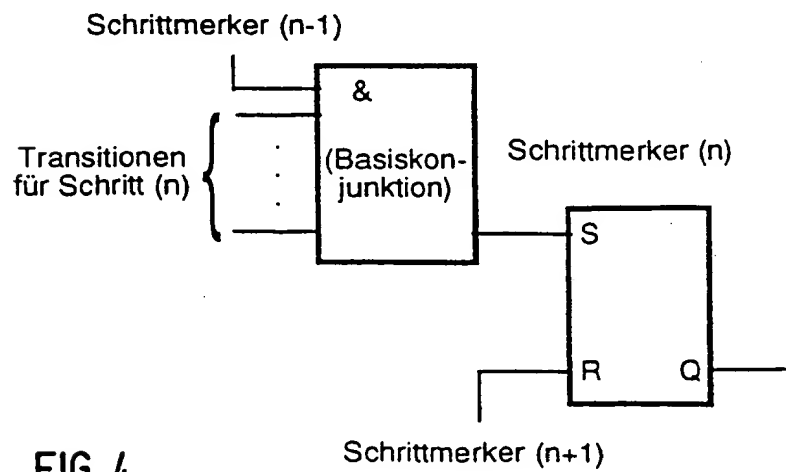 Schrittmerker (n-1)
&
Transitionen
für Schritt (n)
(Basiskon-
junktion)
Schrittmerker (n)
S
R
Q
Schrittmerker (n+1)
FIG. 4